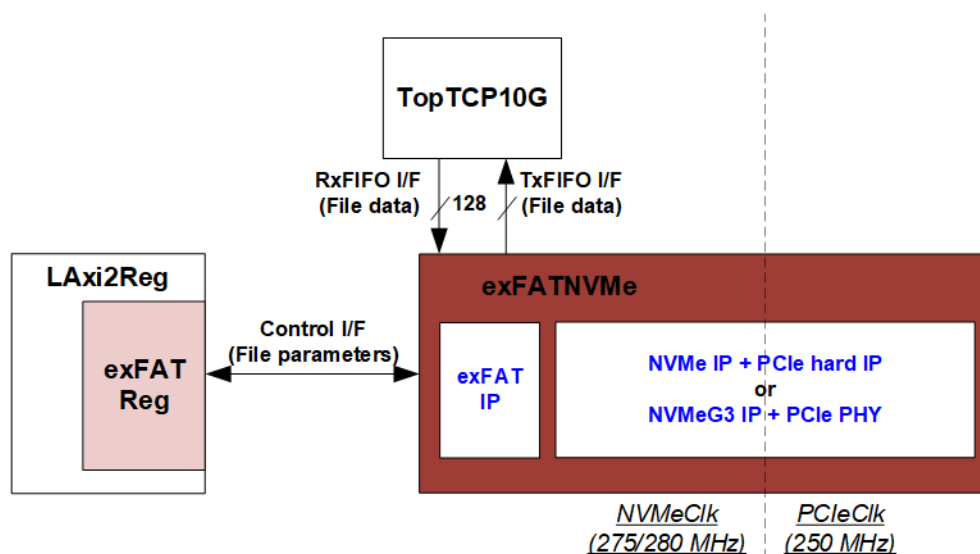 TopTCP10G
RxFIFO I/F
(File data)
128
TxFIFO I/F
(File data)
LAxi2Reg
exFAT
Reg
Control I/F
(File parameters)
exFATNVMe
exFAT
IP
NVMe IP + PCIe hard IP
or
NVMeG3 IP + PCIe PHY
NVMeClk
(275/280 MHz)
PCIeClk
(250 MHz)